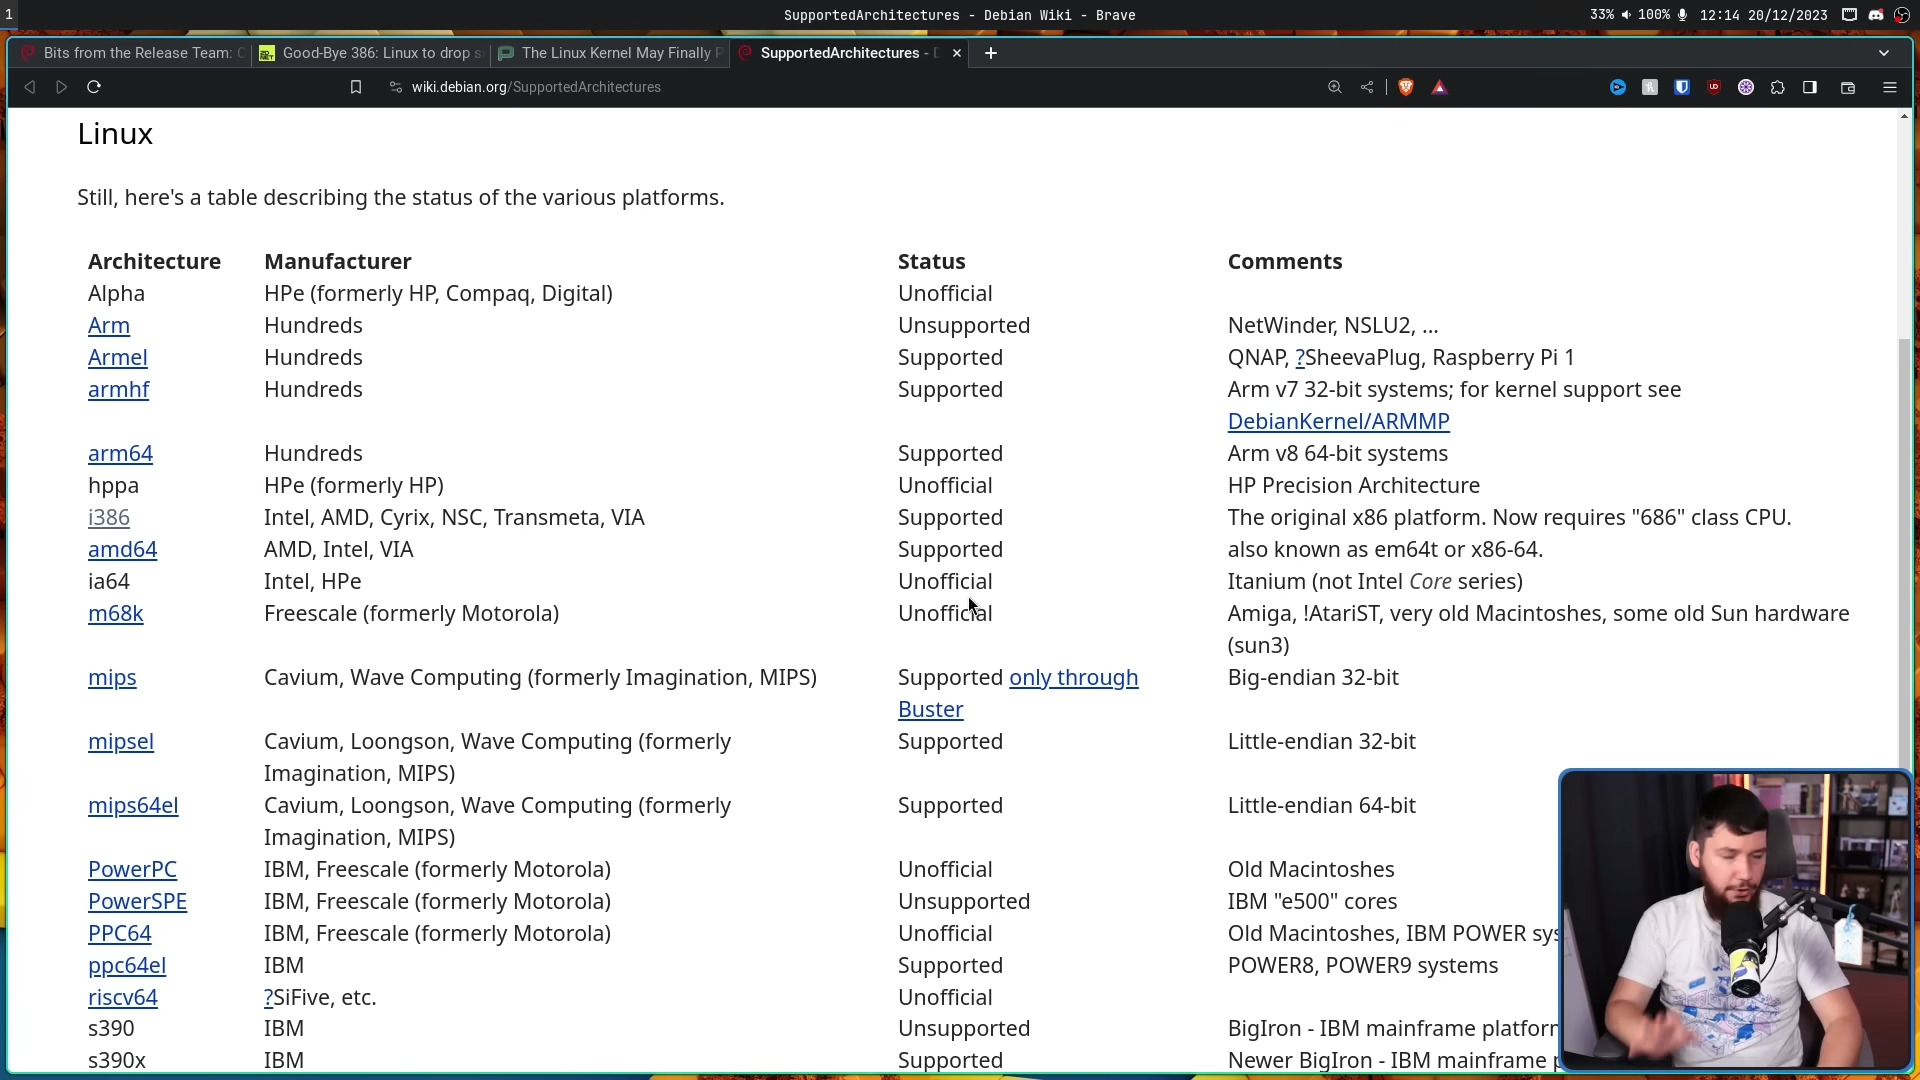 1
SupportedArchitectures - Debian Wiki - Brave
33% 100% 12:14 20/12/2023
Bits from the Release Team:
Good-Bye 386: Linux to drop s
The Linux Kernel May Finally P
SupportedArchitectures -
wiki.debian.org/SupportedArchitectures
Linux
Still, here's a table describing the status of the various platforms.
Architecture Manufacturer Status Comments
Alpha HPe (formerly HP, Compaq, Digital) Unofficial
Arm Hundreds Unsupported NetWinder, NSLU2, ...
Armel Hundreds Supported QNAP, ?SheevaPlug, Raspberry Pi 1
armhf Hundreds Supported Arm v7 32-bit systems; for kernel support see
DebianKernel/ARMMP
arm64 Hundreds Supported Arm v8 64-bit systems
hppa HPe (formerly HP) Unofficial HP Precision Architecture
i386 Intel, AMD, Cyrix, NSC, Transmeta, VIA Supported The original x86 platform. Now requires "686" class CPU.
amd64 AMD, Intel, VIA Supported also known as em64t or x86-64.
ia64 Intel, HPe Unofficial Itanium (not Intel Core series)
m68k Freescale (formerly Motorola) Unofficial Amiga, !AtariST, very old Macintoshes, some old Sun hardware
(sun3)
mips Cavium, Wave Computing (formerly Imagination, MIPS) Supported only through Big-endian 32-bit
Buster
mipsel Cavium, Loongson, Wave Computing (formerly Supported Little-endian 32-bit
Imagination, MIPS)
mips64el Cavium, Loongson, Wave Computing (formerly Supported Little-endian 64-bit
Imagination, MIPS)
PowerPC IBM, Freescale (formerly Motorola) Unofficial Old Macintoshes
PowerSPE IBM, Freescale (formerly Motorola) Unsupported IBM "e500" cores
PPC64 IBM, Freescale (formerly Motorola) Unofficial Old Macintoshes, IBM POWER sys
ppc64el IBM Supported POWER8, POWER9 systems
riscv64 ?SiFive, etc. Unofficial
s390 IBM Unsupported BigIron - IBM mainframe platforn
s390x IBM Supported Newer BigIron - IBM mainframe